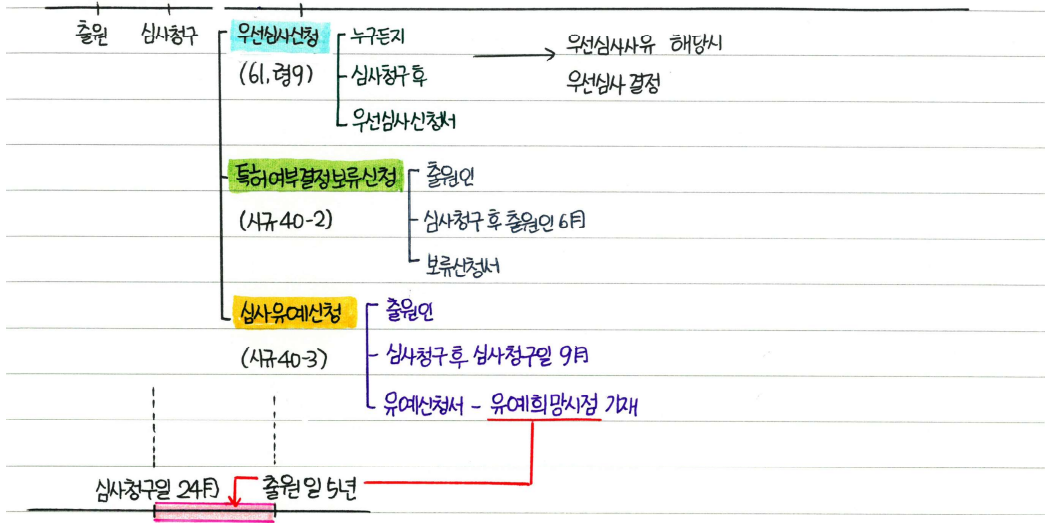 출원 심사청구 우선심사신청 누구든지 우선심사사유 해당시
(61, 령9) 심사청구 후 우선심사 결정
우선심사신청서
특허여부결정보류신청 출원인
(시규 40-2) 심사청구 후 출원인 6月
보류신청서
심사유예신청 출원인
(시규 40-3) 심사청구 후 심사청구일 9月
유예신청서 - 유예희망시점 기재
심사청구일 24月 출원일 5년